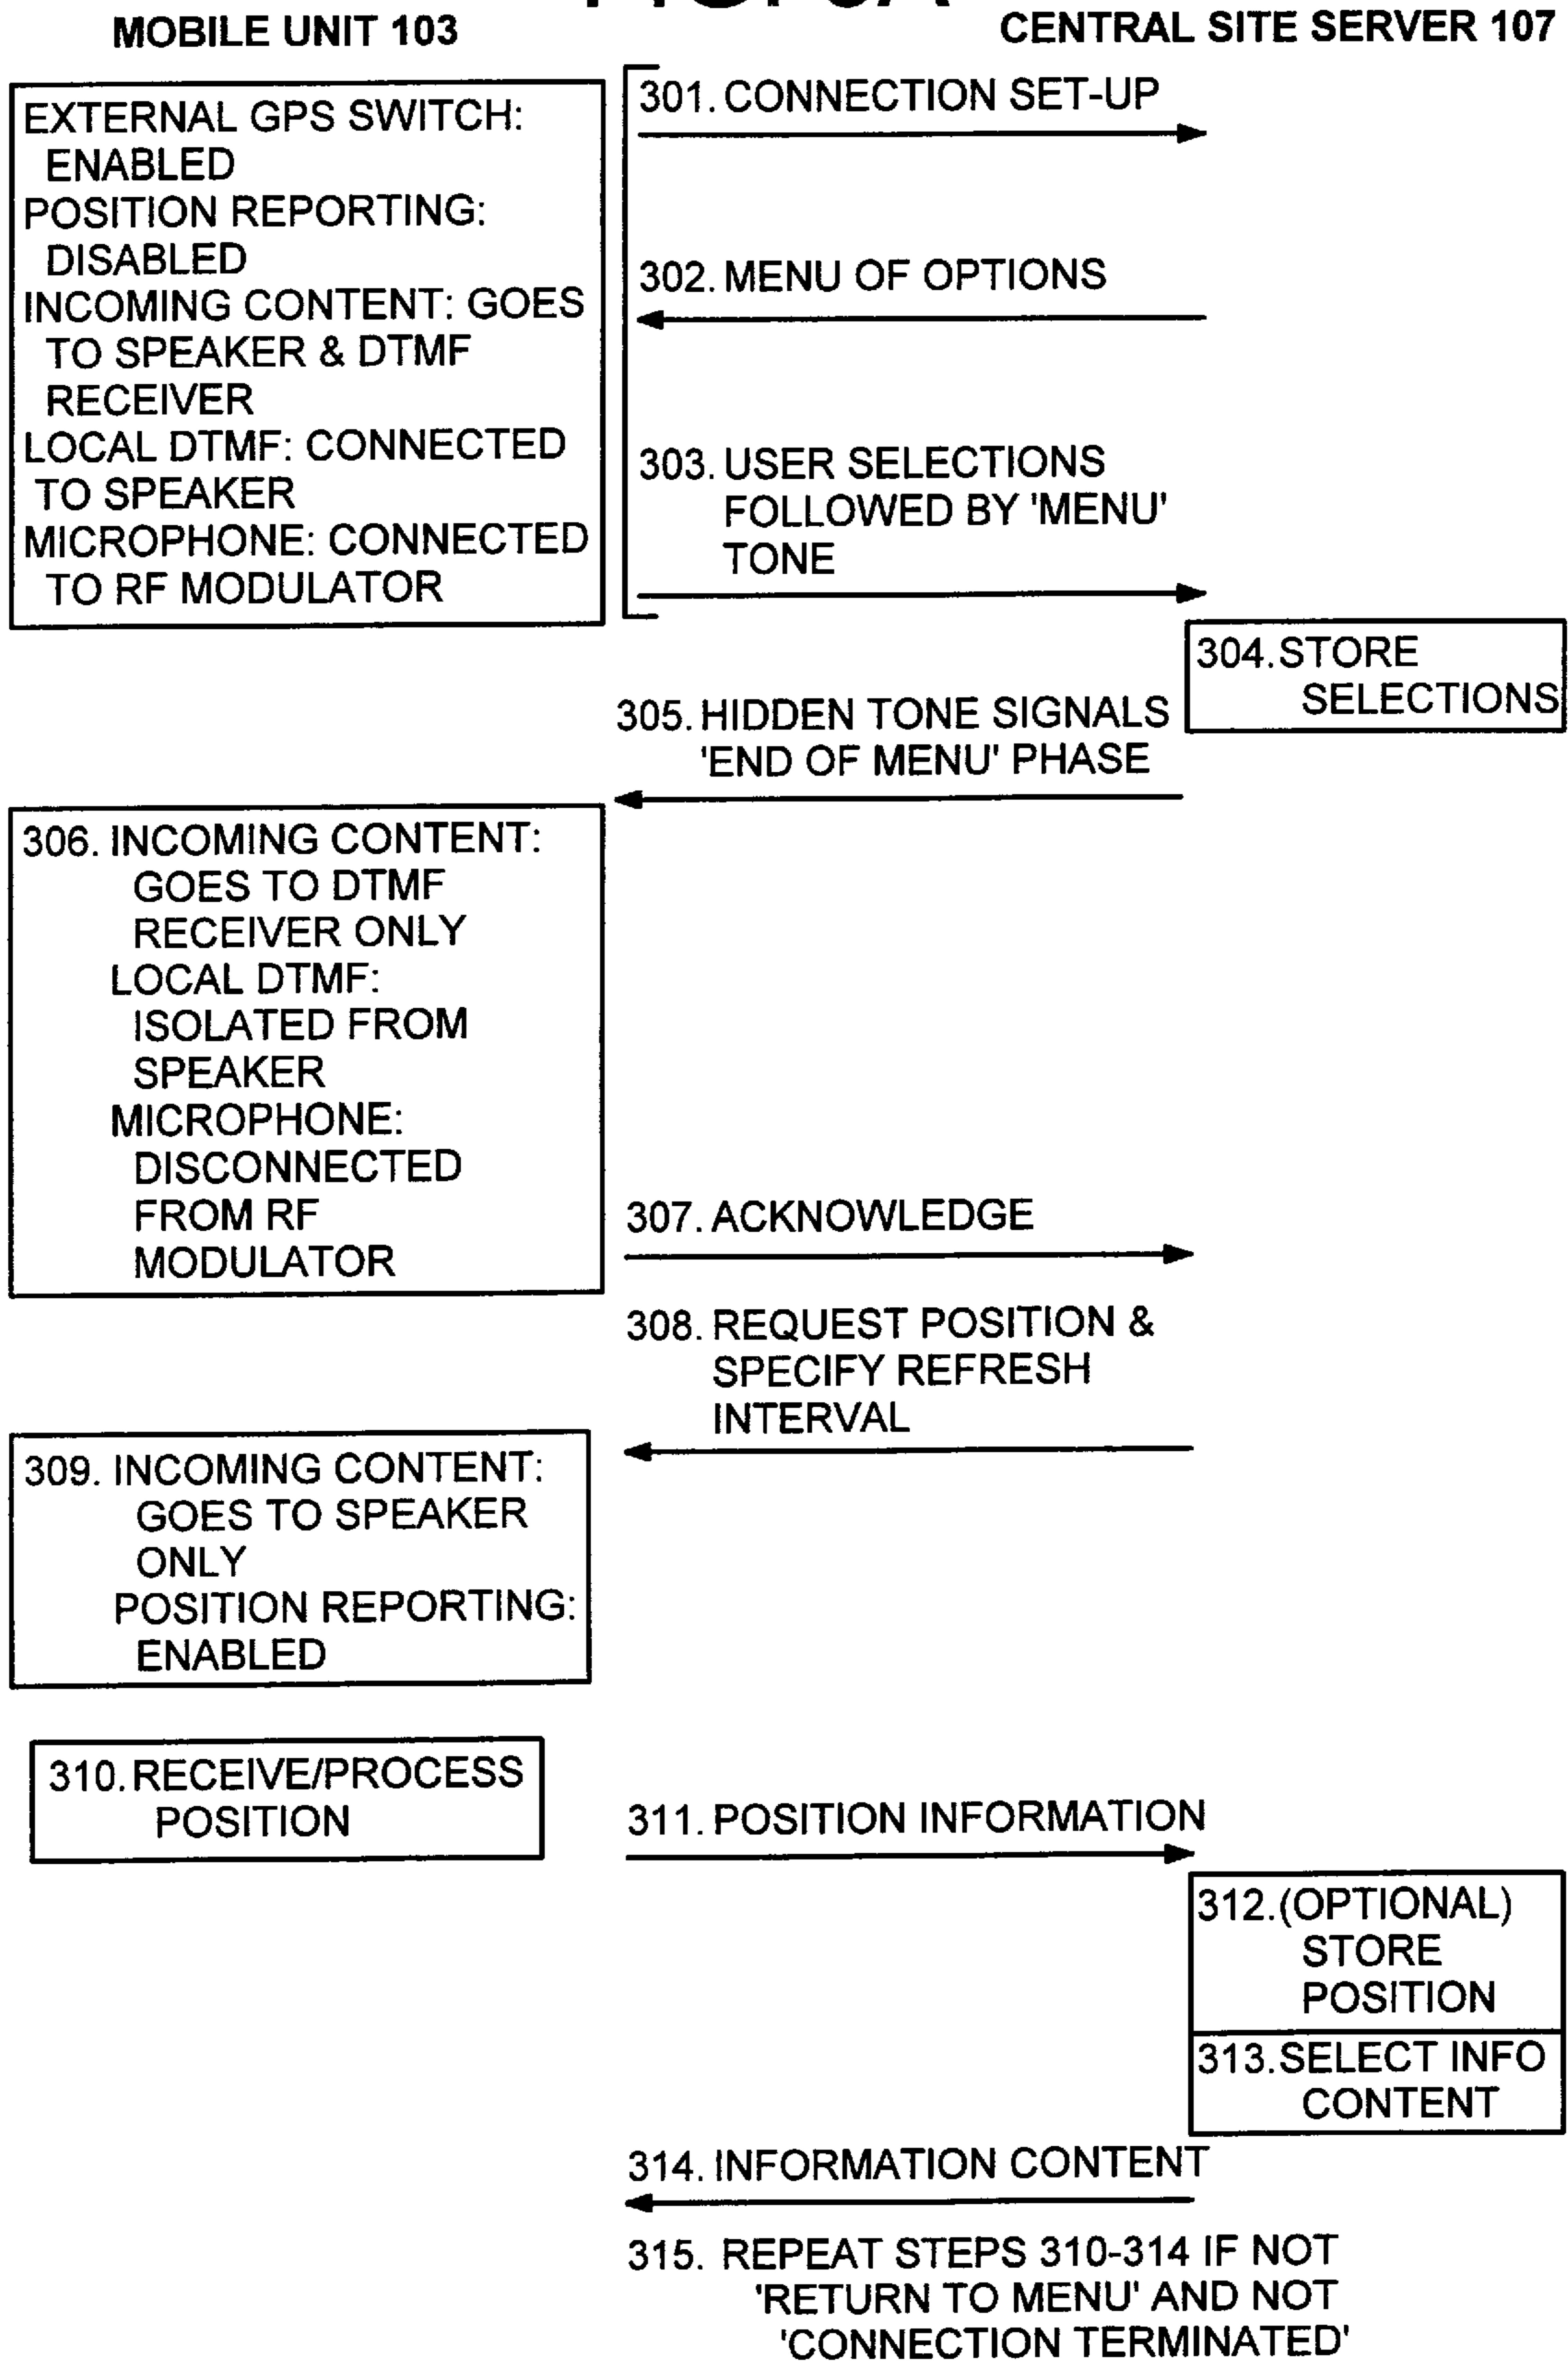 MOBILE UNIT 103
CENTRAL SITE SERVER 107
EXTERNAL GPS SWITCH:
ENABLED
POSITION REPORTING:
DISABLED
INCOMING CONTENT: GOES
TO SPEAKER & DTMF
RECEIVER
LOCAL DTMF: CONNECTED
TO SPEAKER
MICROPHONE: CONNECTED
TO RF MODULATOR
301. CONNECTION SET-UP
302. MENU OF OPTIONS
303. USER SELECTIONS
FOLLOWED BY 'MENU'
TONE
304. STORE
SELECTIONS
305. HIDDEN TONE SIGNALS
'END OF MENU' PHASE
306. INCOMING CONTENT:
GOES TO DTMF
RECEIVER ONLY
LOCAL DTMF:
ISOLATED FROM
SPEAKER
MICROPHONE:
DISCONNECTED
FROM RF
MODULATOR
307. ACKNOWLEDGE
308. REQUEST POSITION &
SPECIFY REFRESH
INTERVAL
309. INCOMING CONTENT:
GOES TO SPEAKER
ONLY
POSITION REPORTING:
ENABLED
310. RECEIVE/PROCESS
POSITION
311. POSITION INFORMATION
312. (OPTIONAL)
STORE
POSITION
313. SELECT INFO
CONTENT
314. INFORMATION CONTENT
315. REPEAT STEPS 310-314 IF NOT
'RETURN TO MENU' AND NOT
'CONNECTION TERMINATED'